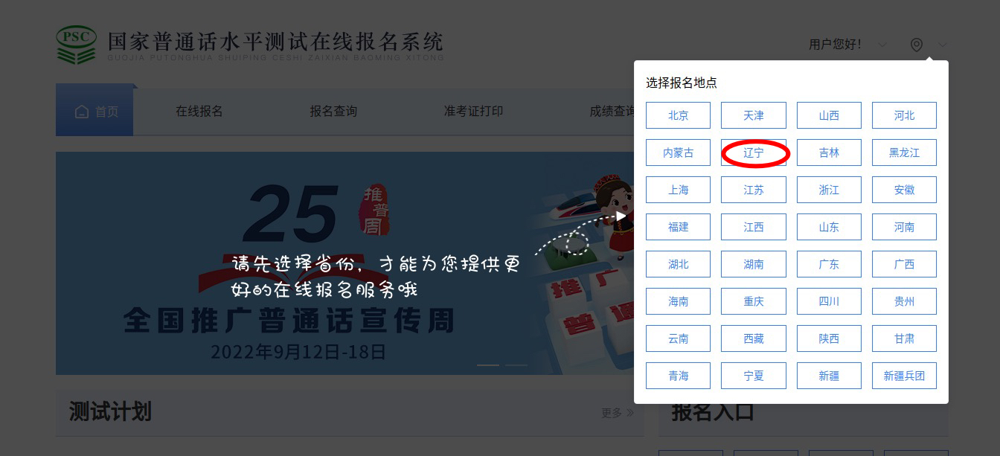 PSC
国家普通话水平测试在线报名系统
GUOJIA PUTONGHUA SHUIPING CESHI ZAIXIAN BAOMING XITONG
用户您好！
首页
在线报名
报名查询
准考证打印
成绩查询
选择报名地点
北京 天津 山西 河北
内蒙古 辽宁 吉林 黑龙江
上海 江苏 浙江 安徽
福建 江西 山东 河南
湖北 湖南 广东 广西
海南 重庆 四川 贵州
云南 西藏 陕西 甘肃
青海 宁夏 新疆 新疆兵团
25
推普周
请先选择省份，才能为您提供更
好的在线报名服务哦
全国推广普通话宣传周
2022年9月12日-18日
推 广
普 通
测试计划
更多
报名入口